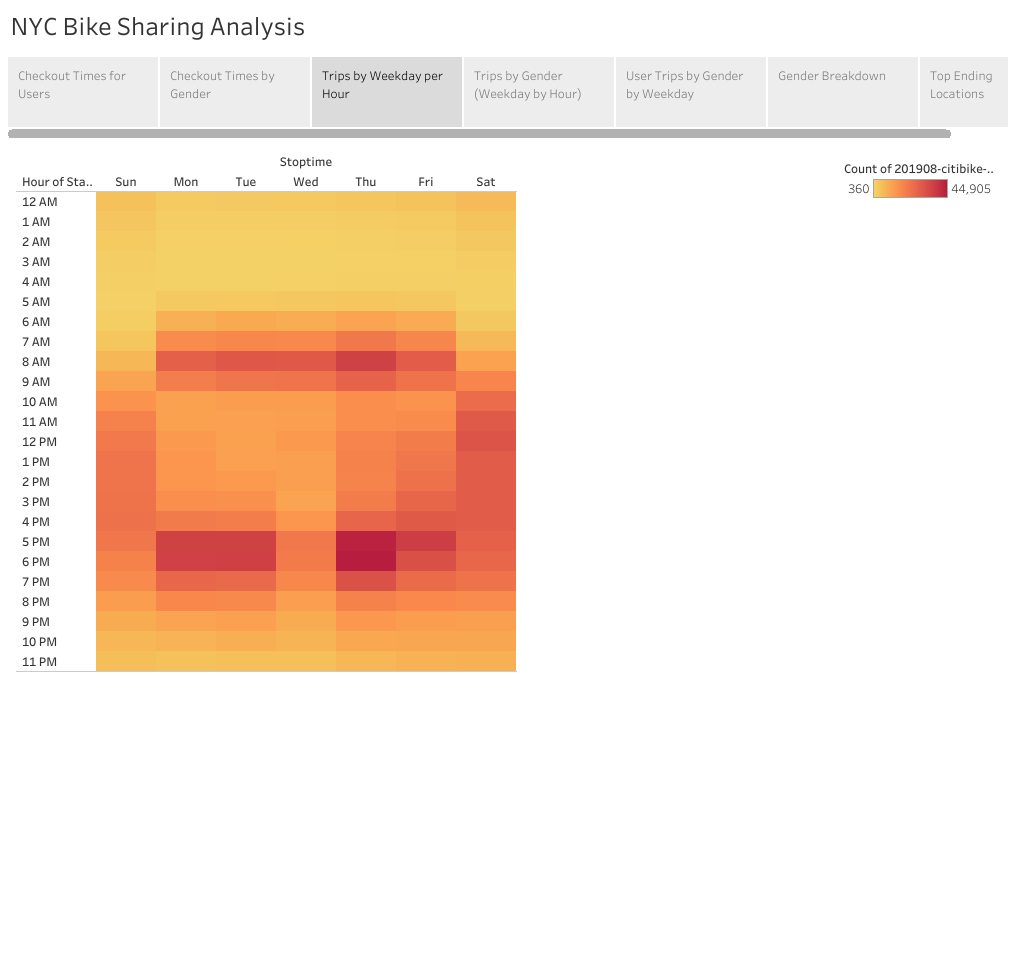 NYC Bike Sharing Analysis
Checkout Times for
Users
Checkout Times by
Gender
Trips by Weekday per
Hour
Trips by Gender
(Weekday by Hour)
User Trips by Gender
by Weekday
Gender Breakdown
Top Ending
Locations
Stoptime
Hour of Sta.. Sun Mon Tue Wed Thu Fri Sat
12 AM
1 AM
2 AM
3 AM
4 AM
5 AM
6 AM
7 AM
8 AM
9 AM
10 AM
11 AM
12 PM
1 PM
2 PM
3 PM
4 PM
5 PM
6 PM
7 PM
8 PM
9 PM
10 PM
11 PM
Count of 201908-citibike-..
360 44,905